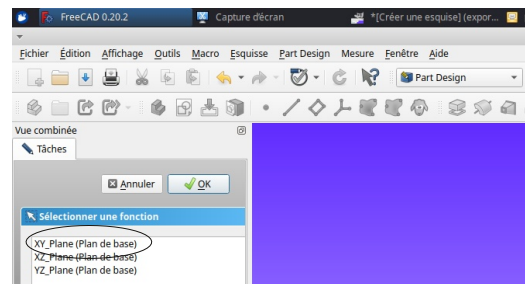 FreeCAD 0.20.2 Capture d'écran *[Créer une esquise] (expor...
Fichier Édition Affichage Outils Macro Esquisse Part Design Mesure Fenêtre Aide
Part Design
Vue combinée
Tâches
Annuler OK
Sélectionner une fonction
XY_Plane (Plan de base)
XZ_Plane (Plan de base)
YZ_Plane (Plan de base)